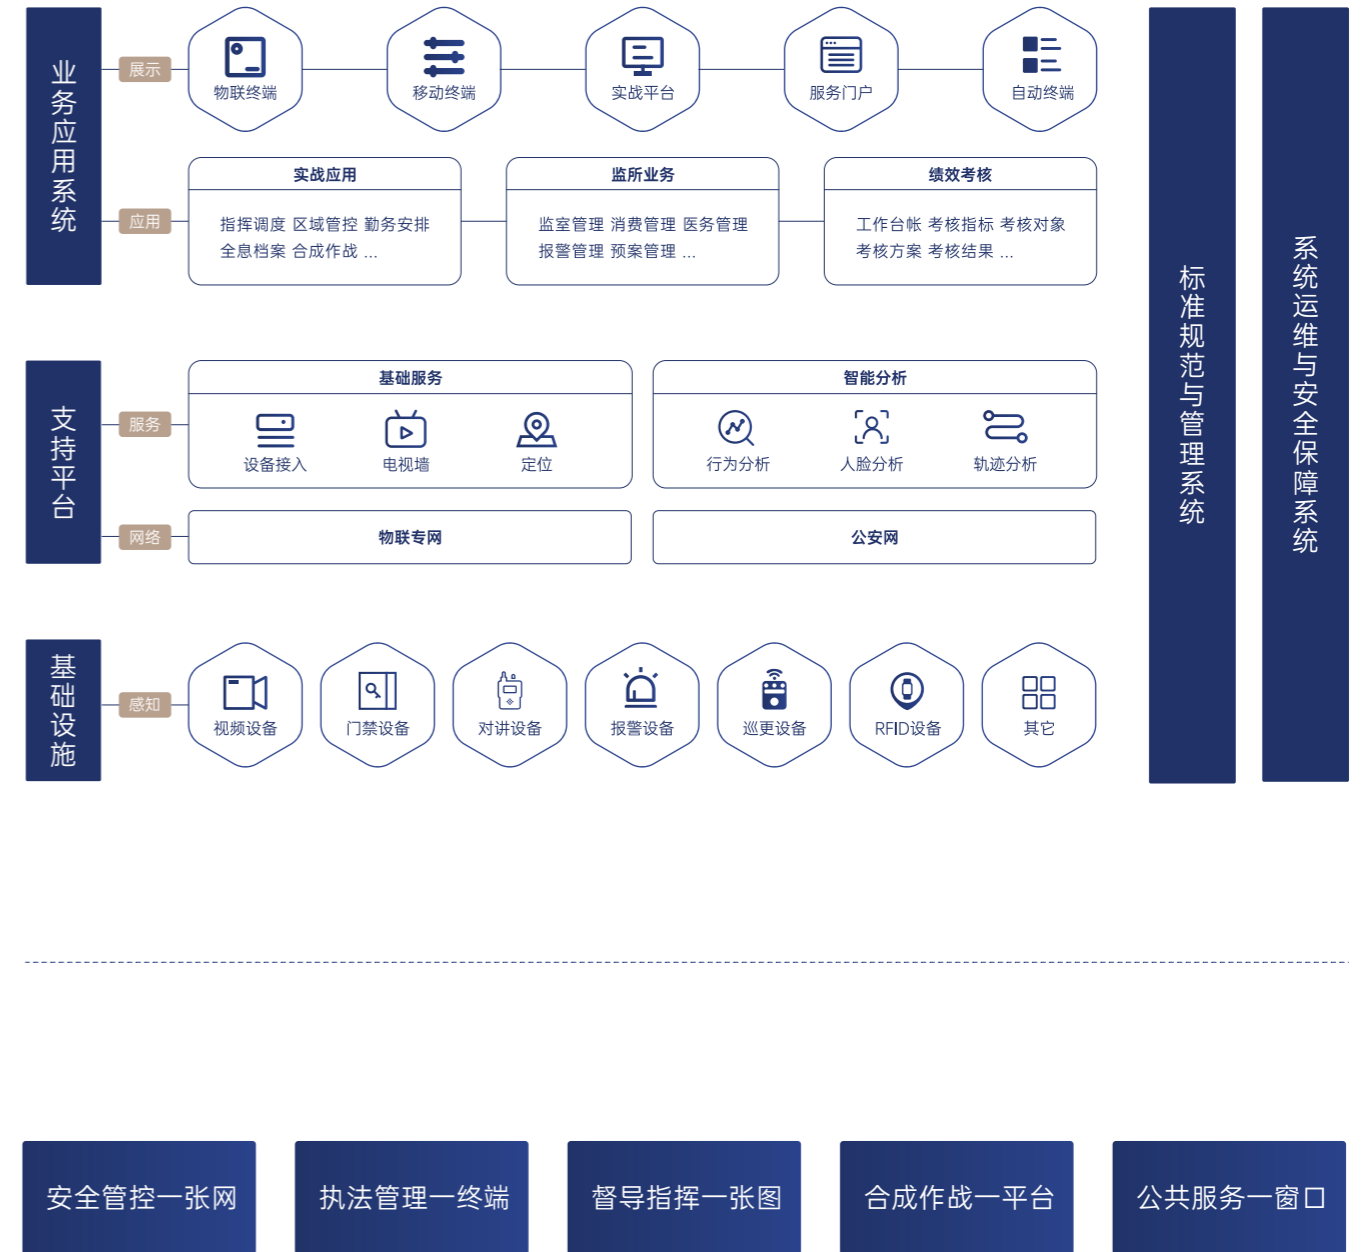 业务应用系统
展示
物联终端
移动终端
实战平台
服务门户
自动终端
应用
实战应用
指挥调度 区域管控 勤务安排
全息档案 合成作战 ...
监所业务
监室管理 消费管理 医务管理
报警管理 预案管理 ...
绩效考核
工作台帐 考核指标 考核对象
考核方案 考核结果 ...
支持平台
服务
基础服务
设备接入
电视墙
定位
智能分析
行为分析
人脸分析
轨迹分析
网络
物联专网
公安网
基础设施
感知
视频设备
门禁设备
对讲设备
报警设备
巡更设备
RFID设备
其它
标准规范与管理系统
系统运维与安全保障系统
安全管控一张网
执法管理一终端
督导指挥一张图
合成作战一平台
公共服务一窗口